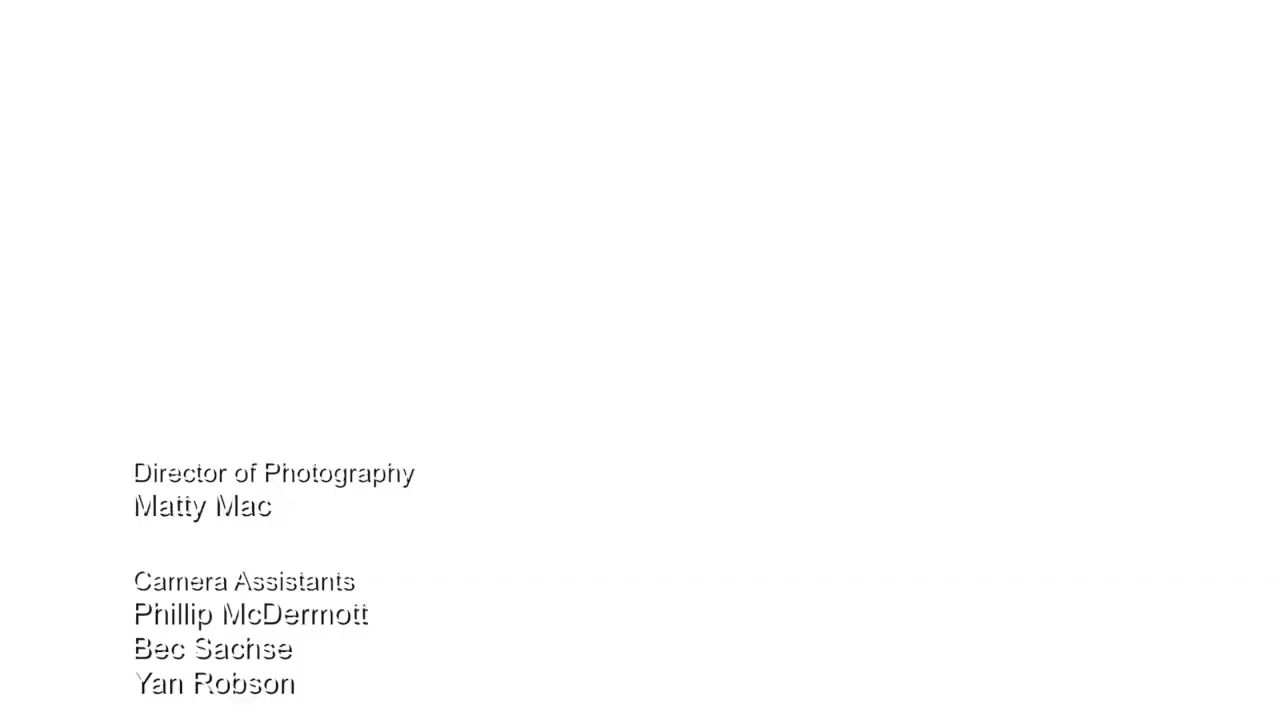 Director of Photography
Matty Mac
Camera Assistants
Phillip McDermott
Bec Sachse
Yan Robson